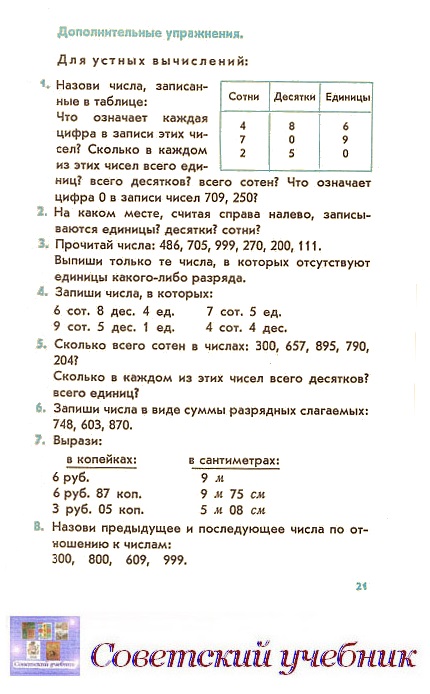 Дополнительные упражнения.
Для устных вычислений:
1. Назови числа, записан-
ные в таблице:
Что означает каждая
цифра в записи этих чи-
сел? Сколько в каждом
из этих чисел всего еди-
Сотни Десятки Единицы
4 8 6
7 0 9
2 5 0
ниц? всего десятков? всего сотен? Что означает
цифра 0 в записи чисел 709, 250?
2. На каком месте, считая справа налево, записы-
ваются единицы? десятки? сотни?
3. Прочитай числа: 486, 705, 999, 270, 200, 111.
Выпиши только те числа, в которых отсутствуют
единицы какого-либо разряда.
4. Запиши числа, в которых:
6 сот. 8 дес. 4 ед. 7 сот. 5 ед.
9 сот. 5 дес. 1 ед. 4 сот. 4 дес.
5. Сколько всего сотен в числах: 300, 657, 895, 790,
204?
Сколько в каждом из этих чисел всего десятков?
всего единиц?
6. Запиши числа в виде суммы разрядных слагаемых:
748, 603, 870.
7. Вырази:
в копейках: в сантиметрах:
6 руб. 9 м
6 руб. 87 коп. 9 м 75 см
3 руб. 05 коп. 5 м 08 см
8. Назови предыдущее и последующее числа по от-
ношению к числам:
300, 800, 609, 999.
21
Советский учебник
Советский учебник